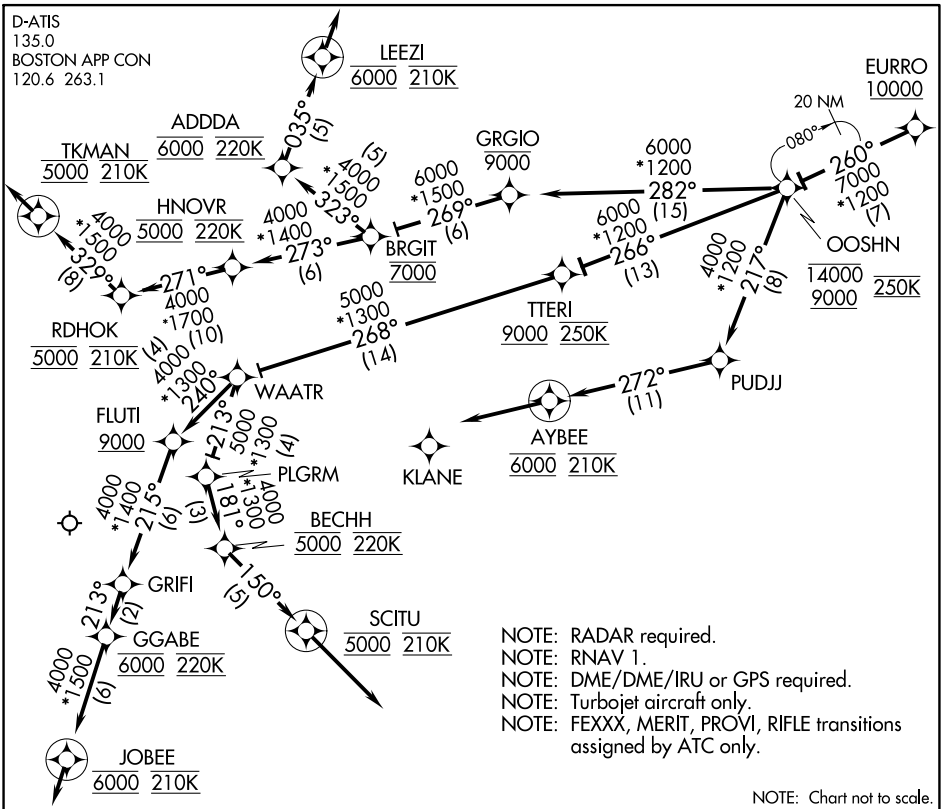 D-ATIS
135.0
BOSTON APP CON
120.6 263.1
LEEZI
6000 210K
EURRO
10000
20 NM
080°
260°
7000
*1200
(7)
ADDDA
6000 220K
035°
(5)
GRGIO
9000
6000
*1200
282°
(15)
TKMAN
5000 210K
(5)
4000
*1500
323°
6000
*1500
269°
(6)
HNOVR
5000 220K
4000
*1400
273°
(6)
BRGIT
7000
6000
*1200
266°
(13)
OOSHN
14000
9000 250K
4000
*1200
217°
(8)
4000
*1500
329°
(8)
271°
4000
*1700
(10)
RDHOK
5000 210K
TTERI
9000 250K
5000
*1300
268°
(14)
(4)
4000
*1300
240°
WAATR
PUDJJ
272°
(11)
AYBEE
6000 210K
FLUTI
9000
213°
5000
*1300
(4)
KLANE
PLGRM
4000
*1400
215°
(6)
181°
4000
*1300
(3)
BECHH
5000 220K
GRIFI
150°
(5)
213°
(2)
GGABE
6000 220K
SCITU
5000 210K
4000
*1500
(6)
JOBEE
6000 210K
NOTE: RADAR required.
NOTE: RNAV 1.
NOTE: DME/DME/IRU or GPS required.
NOTE: Turbojet aircraft only.
NOTE: FEXXX, MERIT, PROVI, RIFLE transitions
assigned by ATC only.
NOTE: Chart not to scale.